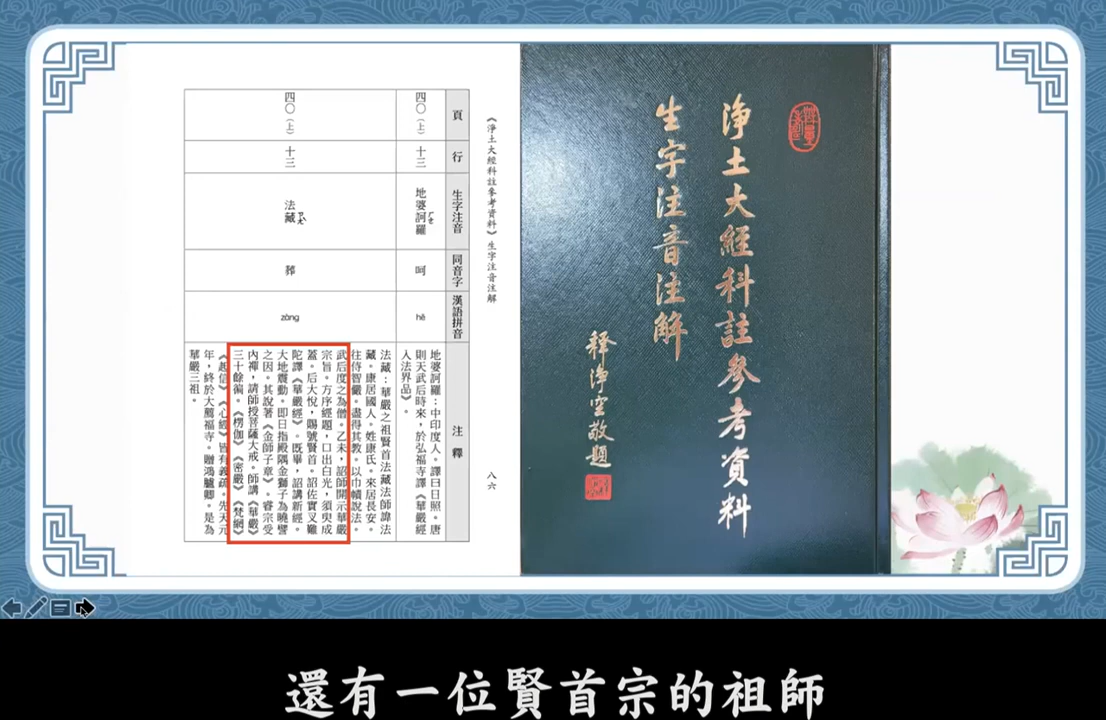 《淨土大經科註參考資料》生字注音注解
八六
頁
行
生字注音
同音字
漢語拼音
注釋
四〇(上)
十三
地婆訶羅
呵
hē
地婆訶羅：中印度人。譯曰日照。唐
則天武后時來，於弘福寺譯《華嚴經
入法界品》。
四〇(上)
十三
法藏
葬
zàng
法藏：華嚴之祖賢首法藏法師諱法
藏。康居國人。姓康氏。來居長安。
往侍智儼。盡得其教。以巾幘說法。
武后度之為僧。乙未，詔師開示華嚴
宗旨。方序經題，口出白光，須臾成
蓋。后大悅，賜號賢首。詔佐實叉難
陀譯《華嚴經》。既畢，詔講新經。
大地震動。即日指殿隅金獅子為曉譬
之因。其說著《金師子章》。睿宗受
內禪，請師授菩薩大戒。師講《華嚴》
三十餘徧。《楞伽》《密嚴》《梵網》
《起信》《心經》皆有義疏。先天元
年，終於大薦福寺。贈鴻臚卿。是為
華嚴三祖。
淨土大經科註參考資料
生字注音注解
釋淨空敬題
還有一位賢首宗的祖師